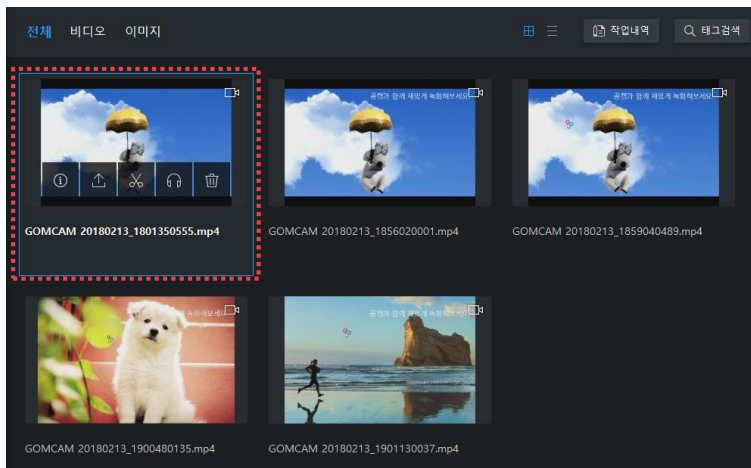 전체 비디오 이미지 작업내역 태그검색
곰캠과 함께 재밌게 녹화해보세요
곰캠과 함께 재밌게 녹화해보세요
GOMCAM 20180213_1801350555.mp4
GOMCAM 20180213_1856020001.mp4
GOMCAM 20180213_1859040489.mp4
녹화해보세요
곰캠과 함께 재밌게 녹화해보세요
GOMCAM 20180213_1900480135.mp4
GOMCAM 20180213_1901130037.mp4